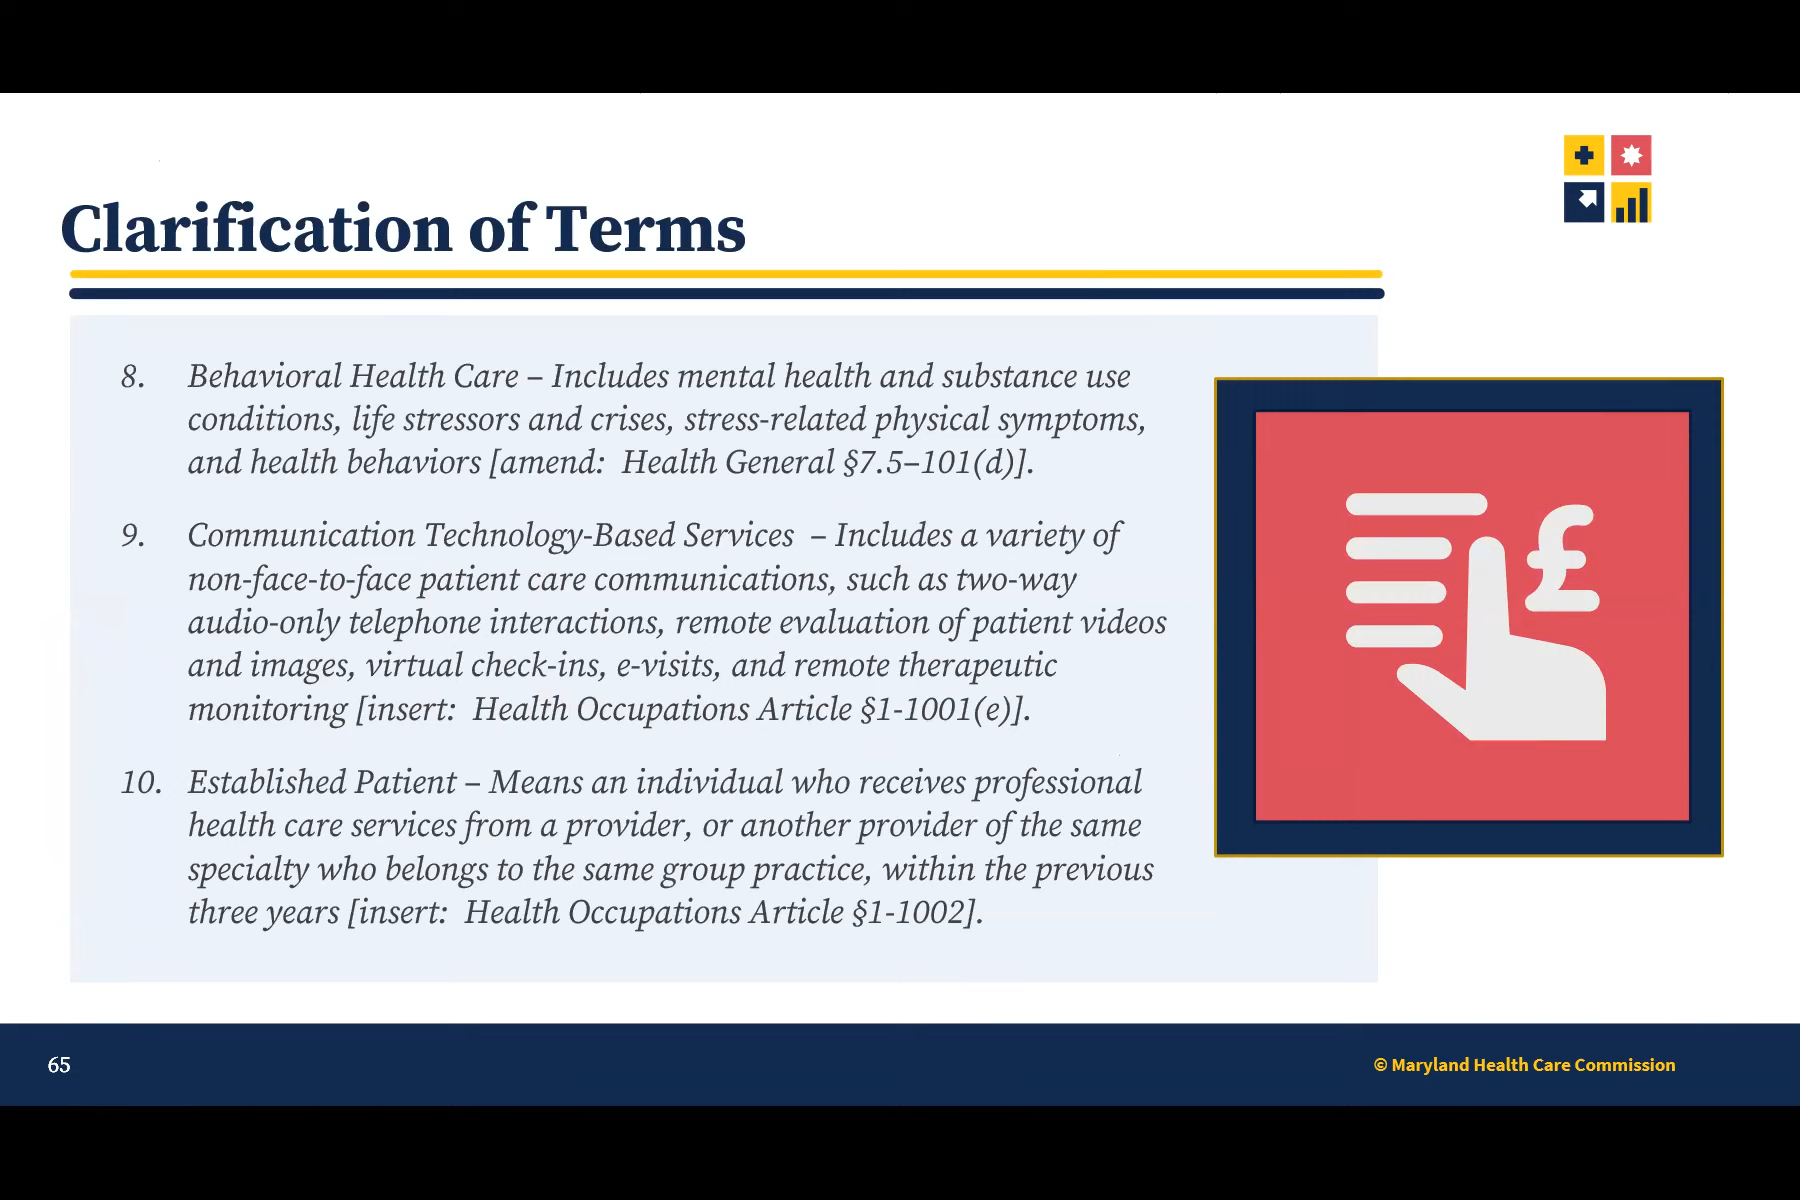 Clarification of Terms
8. Behavioral Health Care – Includes mental health and substance use
conditions, life stressors and crises, stress-related physical symptoms,
and health behaviors [amend:  Health General §7.5–101(d)].
9. Communication Technology-Based Services  – Includes a variety of
non-face-to-face patient care communications, such as two-way
audio-only telephone interactions, remote evaluation of patient videos
and images, virtual check-ins, e-visits, and remote therapeutic
monitoring [insert:  Health Occupations Article §1-1001(e)].
10. Established Patient – Means an individual who receives professional
health care services from a provider, or another provider of the same
specialty who belongs to the same group practice, within the previous
three years [insert:  Health Occupations Article §1-1002].
£
65
© Maryland Health Care Commission